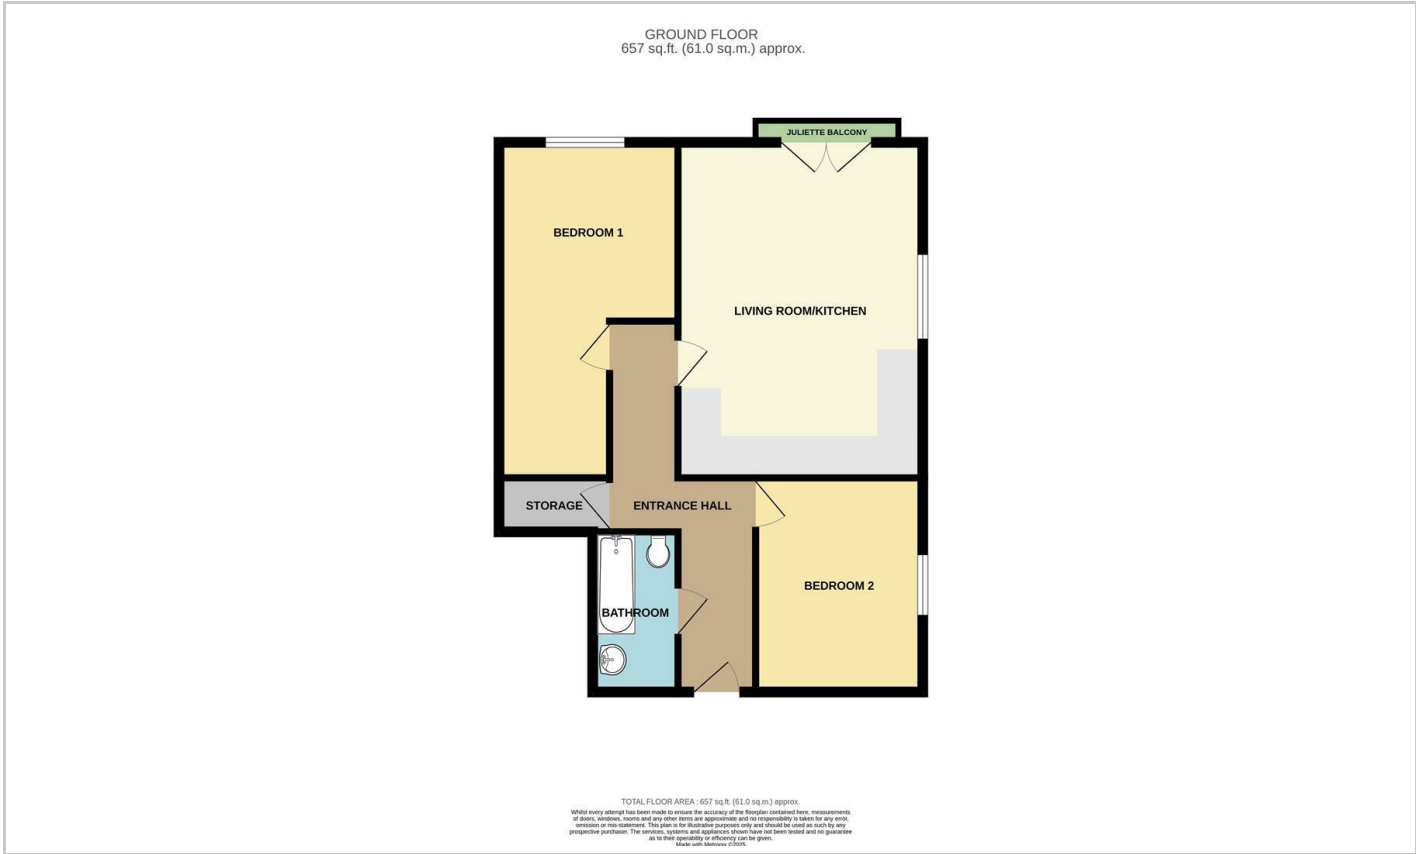 GROUND FLOOR
657 sq.ft. (61.0 sq.m.) approx.
JULIETTE BALCONY
BEDROOM 1
LIVING ROOM/KITCHEN
STORAGE
ENTRANCE HALL
BEDROOM 2
BATHROOM
TOTAL FLOOR AREA : 657 sq.ft. (61.0 sq.m.) approx.
Whilst every attempt has been made to ensure the accuracy of the floorplan contained here, measurements
of doors, windows, rooms and any other items are approximate and no responsibility is taken for any error,
omission or mis-statement. This plan is for illustrative purposes only and should be used as such by any
prospective purchaser. The services, systems and appliances shown have not been tested and no guarantee
as to their operability or efficiency can be given.
Made with Metropix ©2025